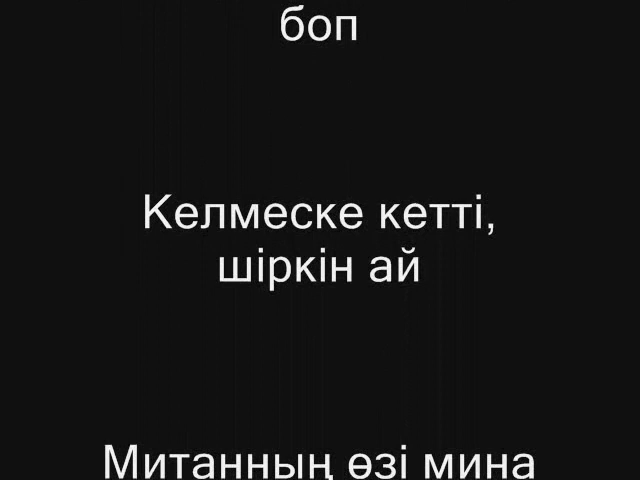 боп
Келмеске кетті,
шіркін ай
Митанның өзі мина